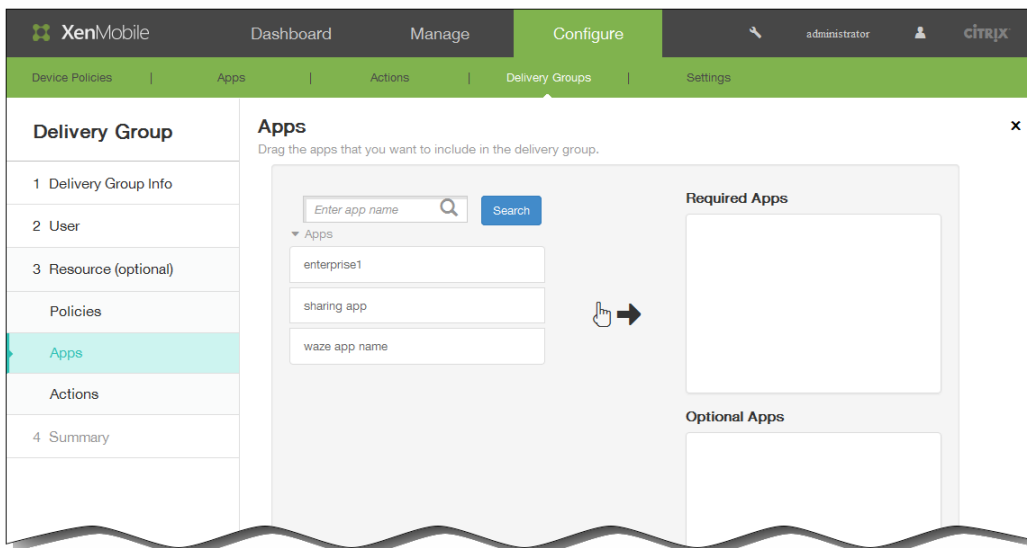 XenMobile Dashboard Manage Configure administrator CİTRIX
Device Policies | Apps | Actions | Delivery Groups | Settings
Delivery Group
1 Delivery Group Info
2 User
3 Resource (optional)
Policies
Apps
Actions
4 Summary
Apps
x
Drag the apps that you want to include in the delivery group.
Enter app name
Search
Apps
enterprise1
sharing app
waze app name
Required Apps
Optional Apps